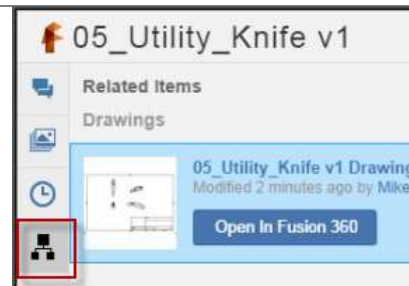 05_Utility_Knife v1
Related Items
Drawings
05_Utility_Knife v1 Drawing
Modified 2 minutes ago by Mike
Open In Fusion 360